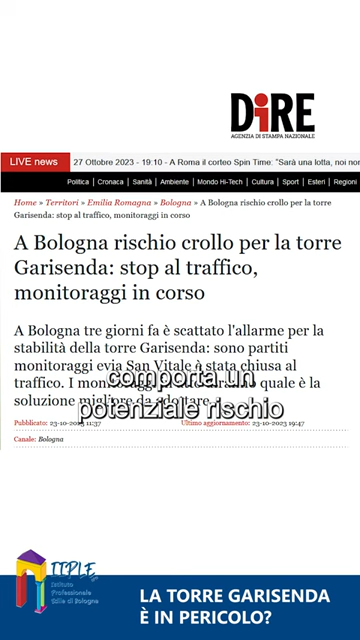 DiRE
AGENZIA DI STAMPA NAZIONALE
LIVE news
27 Ottobre 2023 - 19:10 - A Roma il corteo Spin Time: "Sarà una lotta, noi non
Politica | Cronaca | Sanità | Ambiente | Mondo Hi-Tech | Cultura | Sport | Esteri | Regioni
Home » Territori » Emilia Romagna » Bologna » A Bologna rischio crollo per la torre
Garisenda: stop al traffico, monitoraggi in corso
A Bologna rischio crollo per la torre
Garisenda: stop al traffico,
monitoraggi in corso
A Bologna tre giorni fa è scattato l'allarme per la
stabilità della torre Garisenda: sono partiti
monitoraggi e via San Vitale è stata chiusa al
traffico. I quale è la
comporta un
soluzione migliore da adottare
potenziale rischio
Pubblicato: 23-10-2023 11:37
Ultimo aggiornamento: 23-10-2023 19:47
Canale: Bologna
IIPLE
Istituto
Professionale
Edile di Bologna
LA TORRE GARISENDA
È IN PERICOLO?